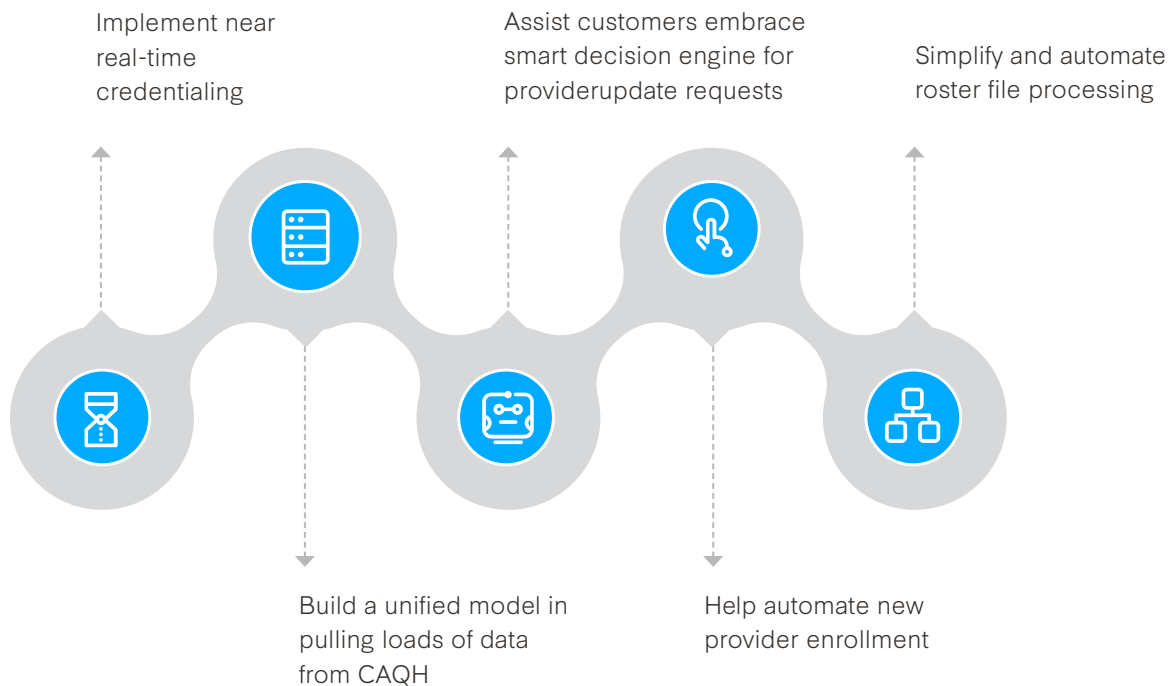 Implement near
real-time
credentialing
Assist customers embrace
smart decision engine for
providerupdate requests
Simplify and automate
roster file processing
Build a unified model in
pulling loads of data
from CAQH
Help automate new
provider enrollment